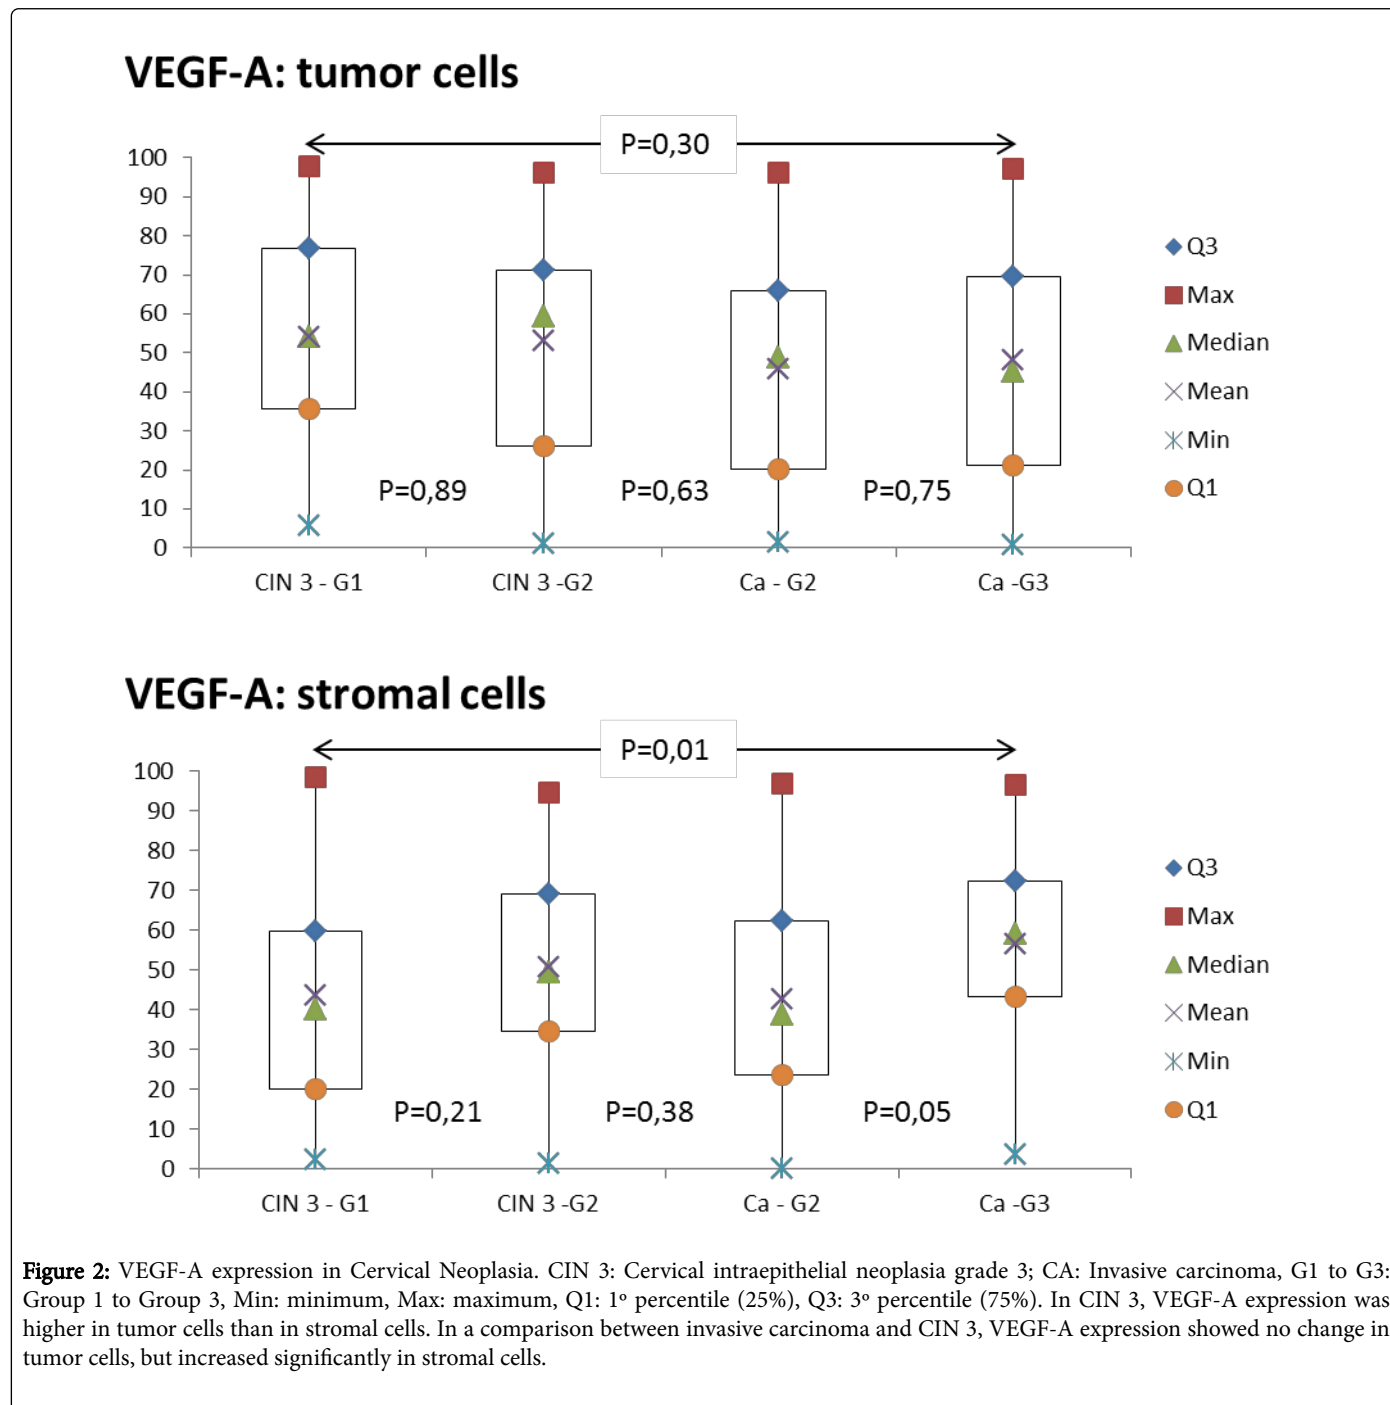 VEGF-A: tumor cells
P=0,30
100
90
80
70
60
50
40
30
20
10
0
P=0,89
P=0,63
P=0,75
CIN 3 - G1
CIN 3 -G2
Ca - G2
Ca -G3
Q3
Max
Median
Mean
Min
Q1
VEGF-A: stromal cells
P=0,01
100
90
80
70
60
50
40
30
20
10
0
P=0,21
P=0,38
P=0,05
CIN 3 - G1
CIN 3 -G2
Ca - G2
Ca -G3
Q3
Max
Median
Mean
Min
Q1
Figure 2: VEGF-A expression in Cervical Neoplasia. CIN 3: Cervical intraepithelial neoplasia grade 3; CA: Invasive carcinoma, G1 to G3:
Group 1 to Group 3, Min: minimum, Max: maximum, Q1: 1º percentile (25%), Q3: 3º percentile (75%). In CIN 3, VEGF-A expression was
higher in tumor cells than in stromal cells. In a comparison between invasive carcinoma and CIN 3, VEGF-A expression showed no change in
tumor cells, but increased significantly in stromal cells.